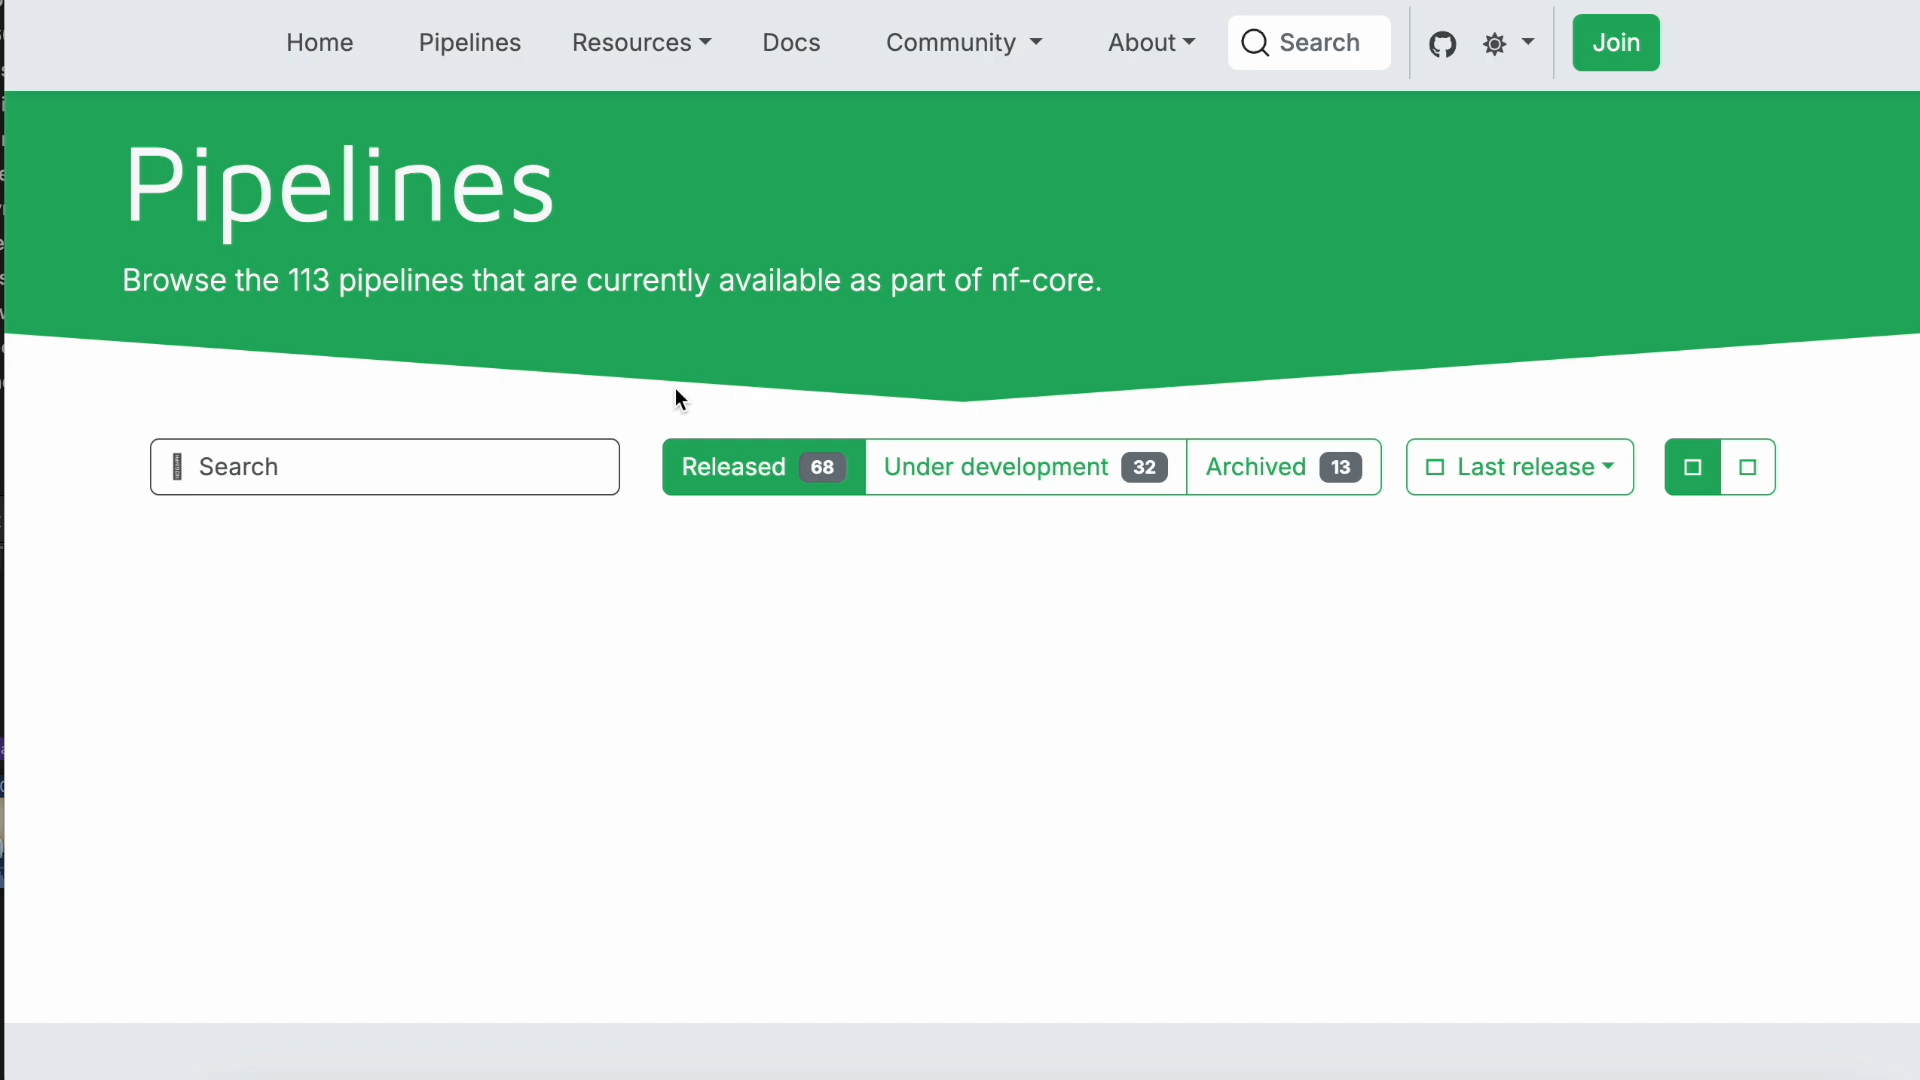 Home Pipelines Resources Docs Community About Search Join
Pipelines
Browse the 113 pipelines that are currently available as part of nf-core.
Search Released 68 Under development 32 Archived 13 Last release